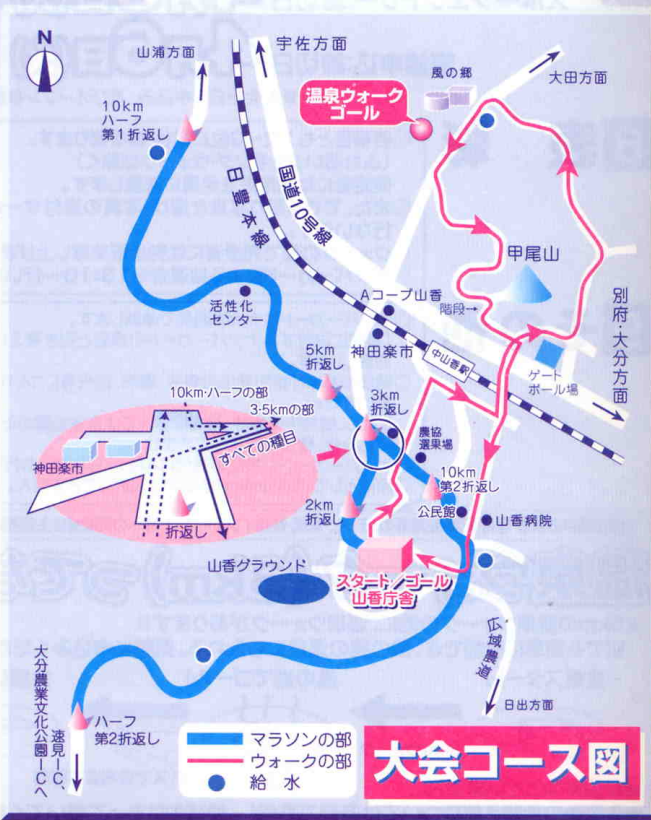 N
山浦方面
宇佐方面
大田方面
風の郷
温泉ウォーク
ゴール
10km
ハーフ
第1折返し
国道10号線
日豊本線
甲尾山
階段→
別府・大分方面
Aコープ山香
活性化
センター
神田楽市
中山香駅
ゲート
ボール場
5km
折返し
3km
折返し
10km・ハーフの部
3・5kmの部
すべての種目
神田楽市
折返し
農協
選果場
10km
第2折返し
2km
折返し
公民館
山香病院
山香グラウンド
スタート/ゴール
山香庁舎
広域農道
日出方面
ハーフ
第2折返し
速見IC、
大分農業文化公園ICへ
マラソンの部
ウォークの部
給水
大会コース図